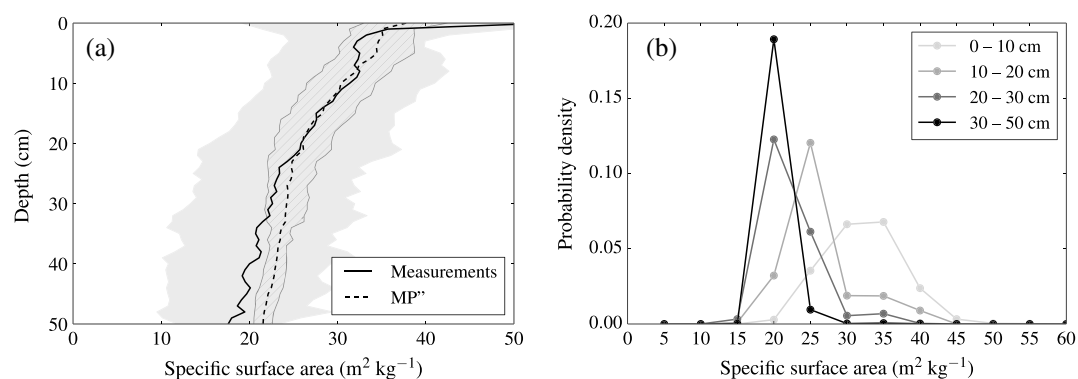 (a)
0
10
20
30
40
50
Depth (cm)
0 10 20 30 40 50
Specific surface area (m² kg⁻¹)
Measurements
MP”
(b)
0.20
0.15
0.10
0.05
0.00
Probability density
0 5 10 15 20 25 30 35 40 45 50 55 60
Specific surface area (m² kg⁻¹)
0 – 10 cm
10 – 20 cm
20 – 30 cm
30 – 50 cm